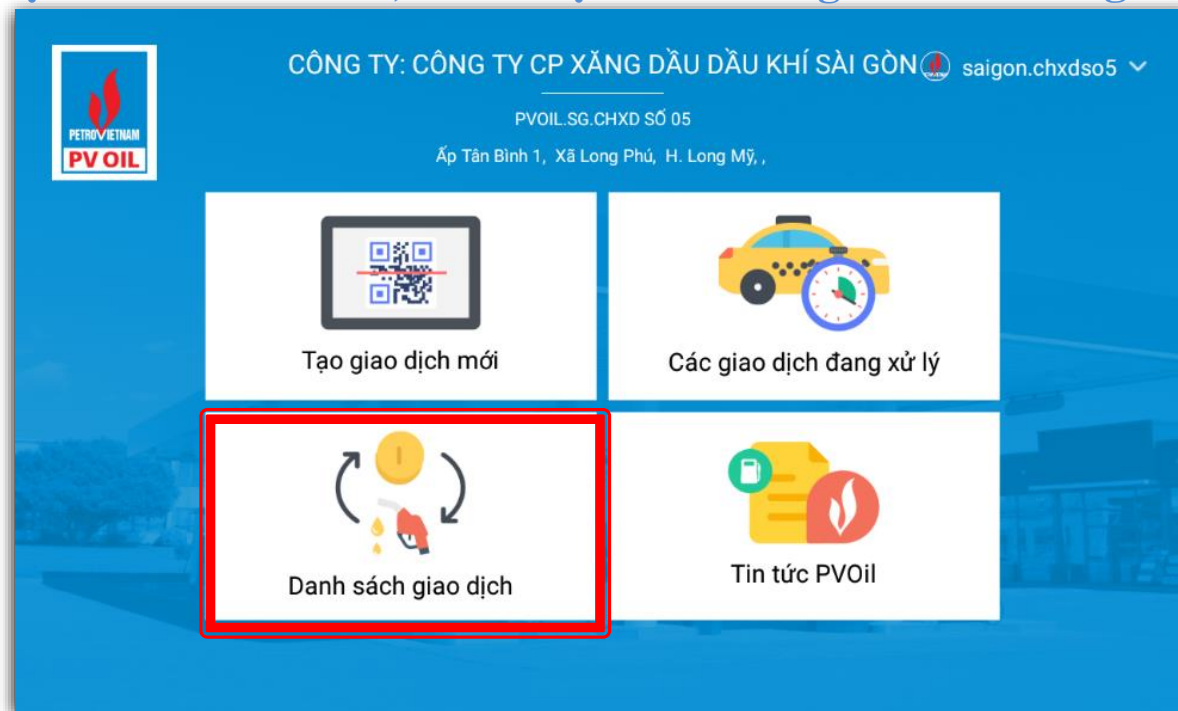 CÔNG TY: CÔNG TY CP XĂNG DẦU DẦU KHÍ SÀI GÒN
saigon.chxdso5
PVOIL.SG.CHXD SỐ 05
Ấp Tân Bình 1, Xã Long Phú, H. Long Mỹ, ,
PETROVIETNAM
PV OIL
Tạo giao dịch mới
Các giao dịch đang xử lý
Danh sách giao dịch
Tin tức PVOil